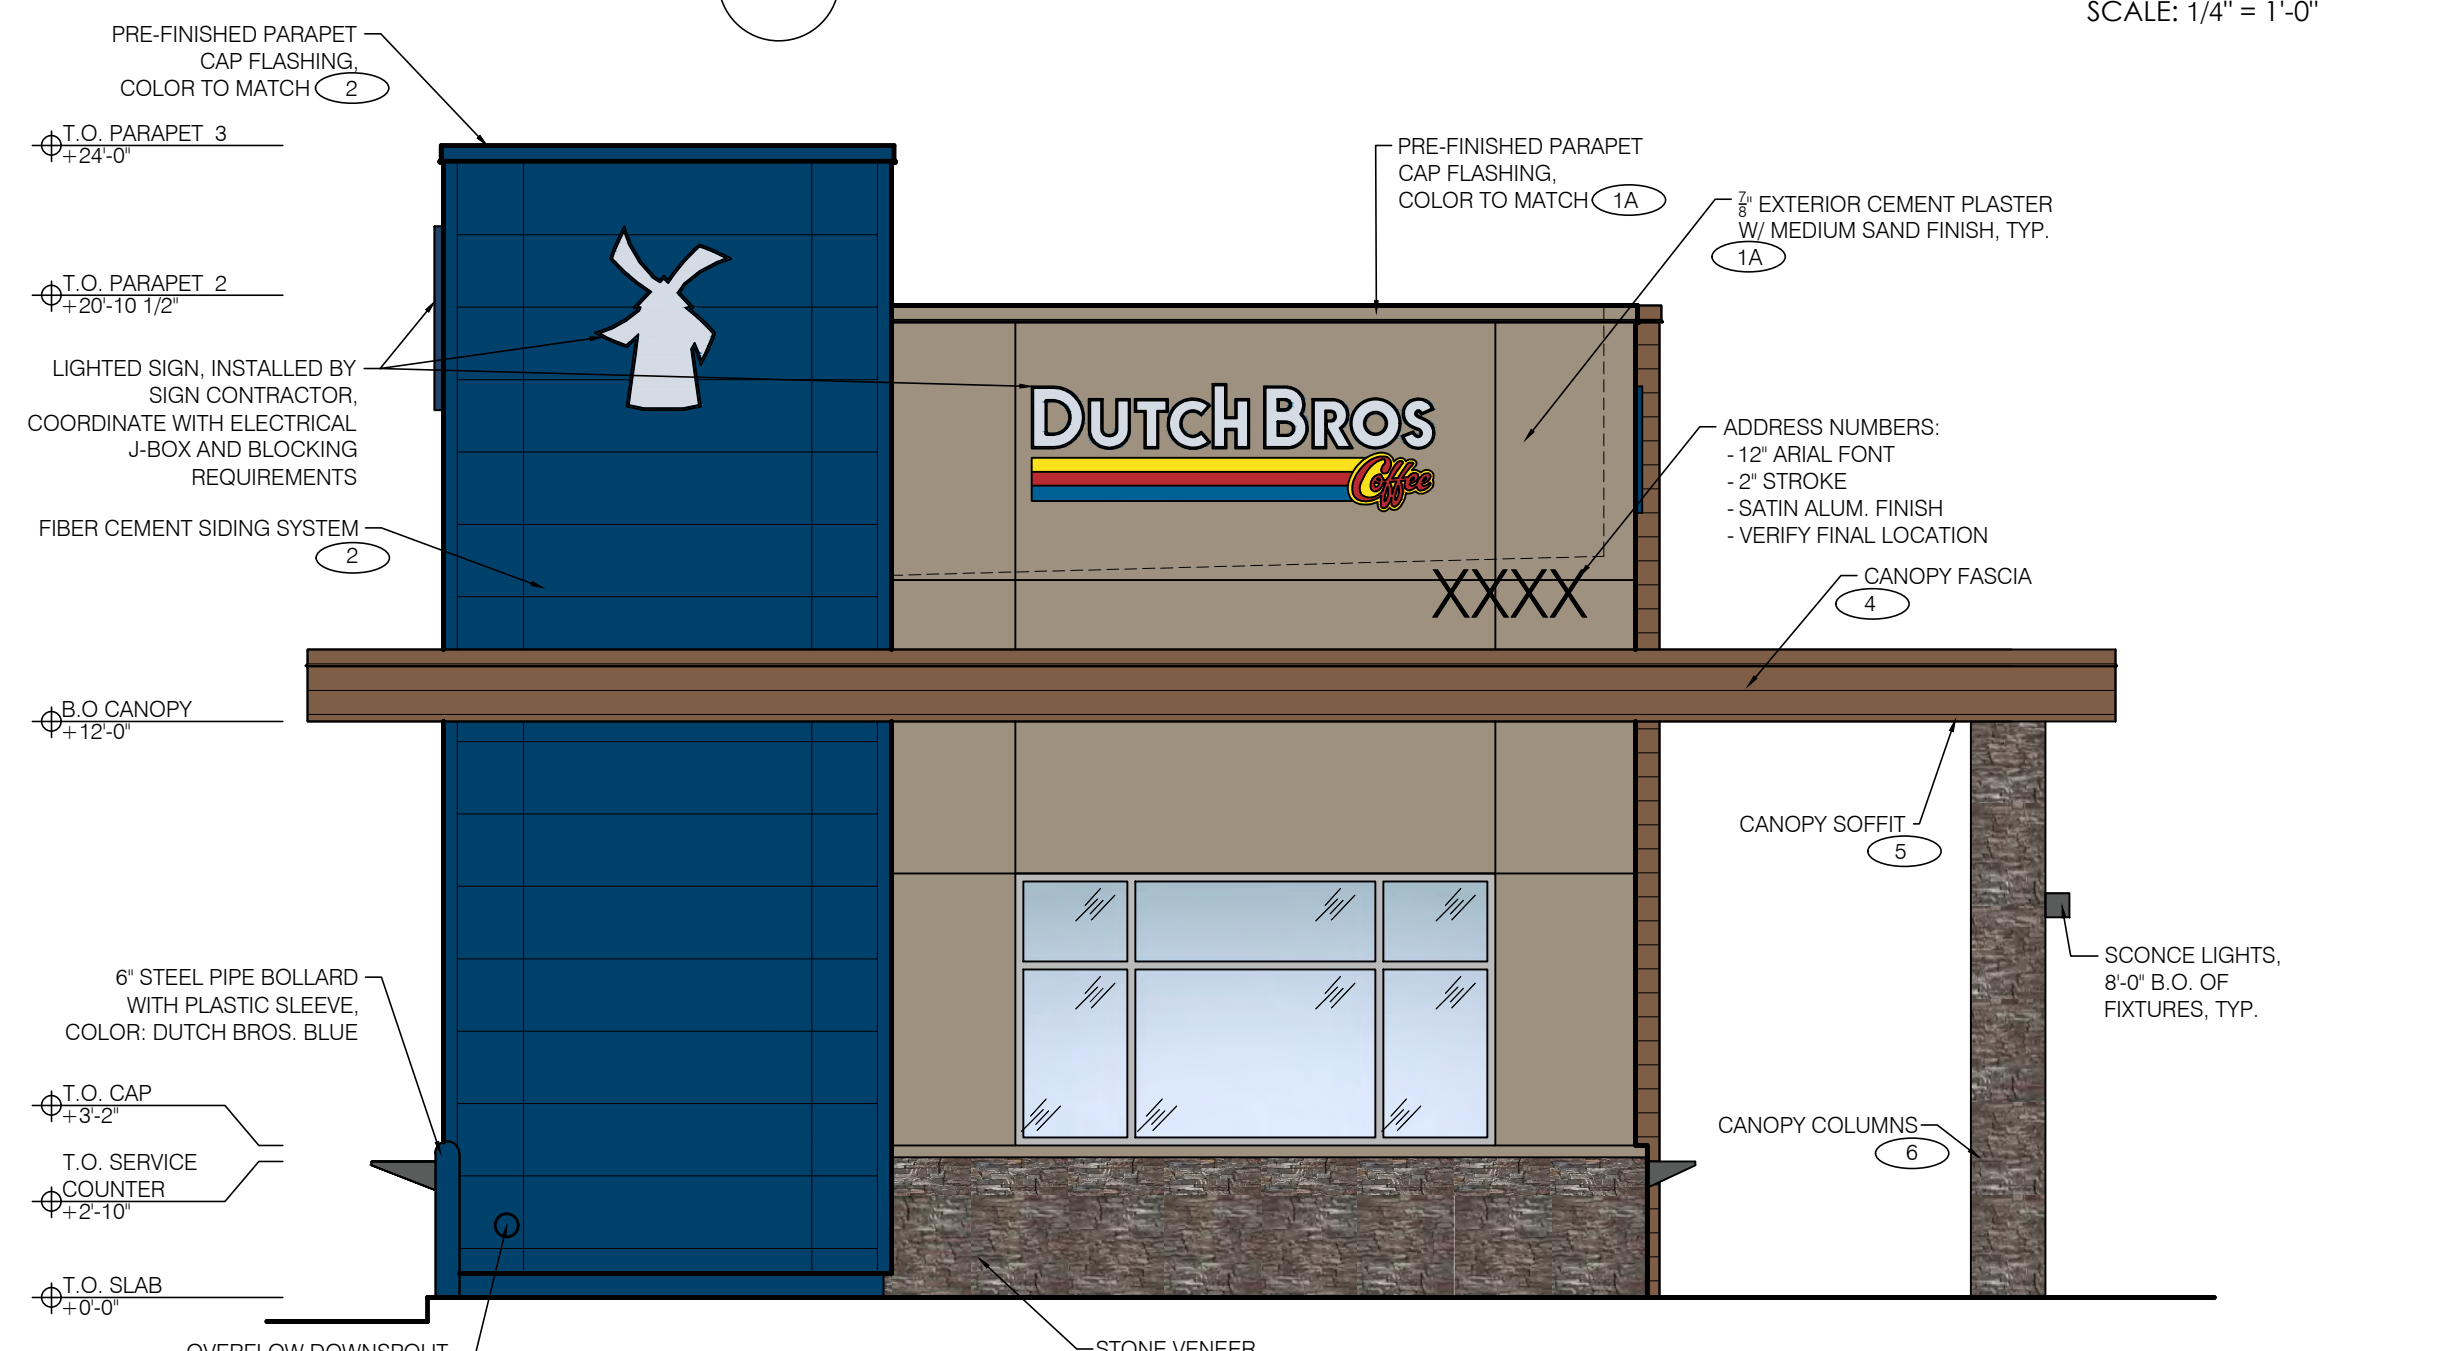 SCALE: 1/4" = 1'-0"
PRE-FINISHED PARAPET
CAP FLASHING,
COLOR TO MATCH 2
T.O. PARAPET 3
+24'-0"
T.O. PARAPET 2
+20'-10 1/2"
LIGHTED SIGN, INSTALLED BY
SIGN CONTRACTOR,
COORDINATE WITH ELECTRICAL
J-BOX AND BLOCKING
REQUIREMENTS
FIBER CEMENT SIDING SYSTEM
2
B.O CANOPY
+12'-0"
6" STEEL PIPE BOLLARD
WITH PLASTIC SLEEVE,
COLOR: DUTCH BROS. BLUE
T.O. CAP
+3'-2"
T.O. SERVICE
COUNTER
+2'-10"
T.O. SLAB
+0'-0"
OVERFLOW DOWNSPOUT
STONE VENEER
DUTCH BROS
Coffee
XXXX
PRE-FINISHED PARAPET
CAP FLASHING,
COLOR TO MATCH 1A
7/8" EXTERIOR CEMENT PLASTER
W/ MEDIUM SAND FINISH, TYP.
1A
ADDRESS NUMBERS:
- 12" ARIAL FONT
- 2" STROKE
- SATIN ALUM. FINISH
- VERIFY FINAL LOCATION
CANOPY FASCIA
4
CANOPY SOFFIT
5
SCONCE LIGHTS,
8'-0" B.O. OF
FIXTURES, TYP.
CANOPY COLUMNS
6